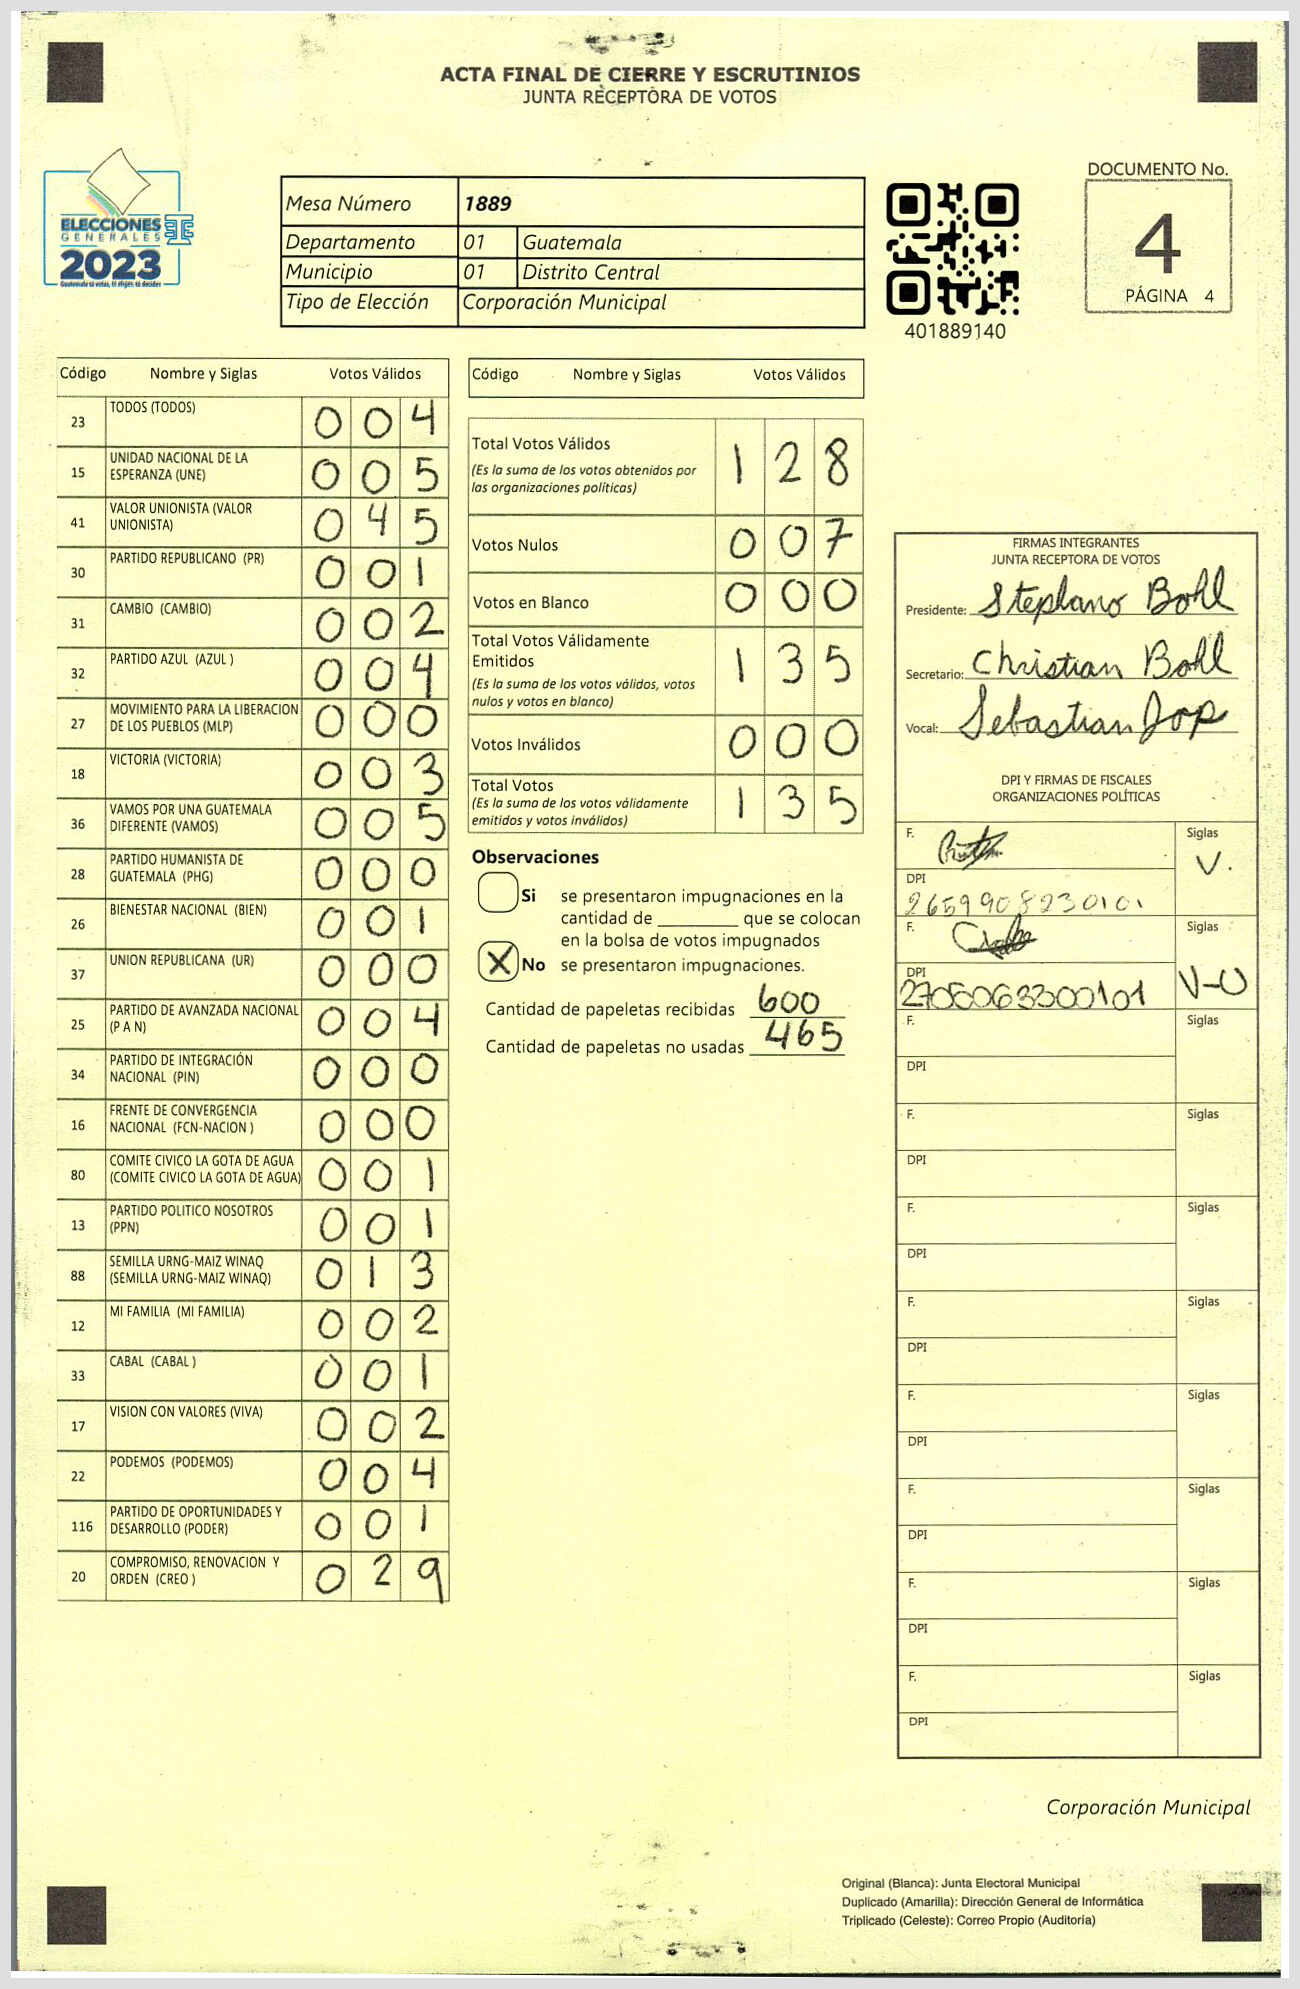 ACTA FINAL DE CIERRE Y ESCRUTINIOS
JUNTA RECEPTORA DE VOTOS
ELECCIONES
GENERALES
2023
Guatemala tú votas, tú eliges, tú decides
Mesa Número 1889
Departamento 01 Guatemala
Municipio 01 Distrito Central
Tipo de Elección Corporación Municipal
401889140
DOCUMENTO No.
4
PÁGINA 4
Código Nombre y Siglas Votos Válidos
23 TODOS (TODOS) 0 0 4
15 UNIDAD NACIONAL DE LA
ESPERANZA (UNE) 0 0 5
41 VALOR UNIONISTA (VALOR
UNIONISTA) 0 4 5
30 PARTIDO REPUBLICANO (PR) 0 0 1
31 CAMBIO (CAMBIO) 0 0 2
32 PARTIDO AZUL (AZUL ) 0 0 4
27 MOVIMIENTO PARA LA LIBERACION
DE LOS PUEBLOS (MLP) 0 0 0
18 VICTORIA (VICTORIA) 0 0 3
36 VAMOS POR UNA GUATEMALA
DIFERENTE (VAMOS) 0 0 5
28 PARTIDO HUMANISTA DE
GUATEMALA (PHG) 0 0 0
26 BIENESTAR NACIONAL (BIEN) 0 0 1
37 UNION REPUBLICANA (UR) 0 0 0
25 PARTIDO DE AVANZADA NACIONAL
(P A N) 0 0 4
34 PARTIDO DE INTEGRACIÓN
NACIONAL (PIN) 0 0 0
16 FRENTE DE CONVERGENCIA
NACIONAL (FCN-NACION ) 0 0 0
80 COMITE CIVICO LA GOTA DE AGUA
(COMITE CIVICO LA GOTA DE AGUA) 0 0 1
13 PARTIDO POLITICO NOSOTROS
(PPN) 0 0 1
88 SEMILLA URNG-MAIZ WINAQ
(SEMILLA URNG-MAIZ WINAQ) 0 1 3
12 MI FAMILIA (MI FAMILIA) 0 0 2
33 CABAL (CABAL ) 0 0 1
17 VISION CON VALORES (VIVA) 0 0 2
22 PODEMOS (PODEMOS) 0 0 4
116 PARTIDO DE OPORTUNIDADES Y
DESARROLLO (PODER) 0 0 1
20 COMPROMISO, RENOVACION Y
ORDEN (CREO ) 0 2 9
Código Nombre y Siglas Votos Válidos
Total Votos Válidos 1 2 8
(Es la suma de los votos obtenidos por
las organizaciones políticas)
Votos Nulos 0 0 7
Votos en Blanco 0 0 0
Total Votos Válidamente
Emitidos 1 3 5
(Es la suma de los votos válidos, votos
nulos y votos en blanco)
Votos Inválidos 0 0 0
Total Votos 1 3 5
(Es la suma de los votos válidamente
emitidos y votos inválidos)
Observaciones
Si se presentaron impugnaciones en la
cantidad de _________ que se colocan
en la bolsa de votos impugnados
X No se presentaron impugnaciones.
Cantidad de papeletas recibidas 600
Cantidad de papeletas no usadas 465
FIRMAS INTEGRANTES
JUNTA RECEPTORA DE VOTOS
Presidente: Stephano Bohl
Secretario: Christian Bohl
Vocal: Sebastian Jop
DPI Y FIRMAS DE FISCALES
ORGANIZACIONES POLÍTICAS
F. Siglas
V.
DPI
2659908230101
F. Siglas
V-U
DPI
2705063300101
F. Siglas
DPI
F. Siglas
DPI
F. Siglas
DPI
F. Siglas
DPI
F. Siglas
DPI
F. Siglas
DPI
F. Siglas
DPI
F. Siglas
DPI
Corporación Municipal
Original (Blanca): Junta Electoral Municipal
Duplicado (Amarilla): Dirección General de Informática
Triplicado (Celeste): Correo Propio (Auditoría)